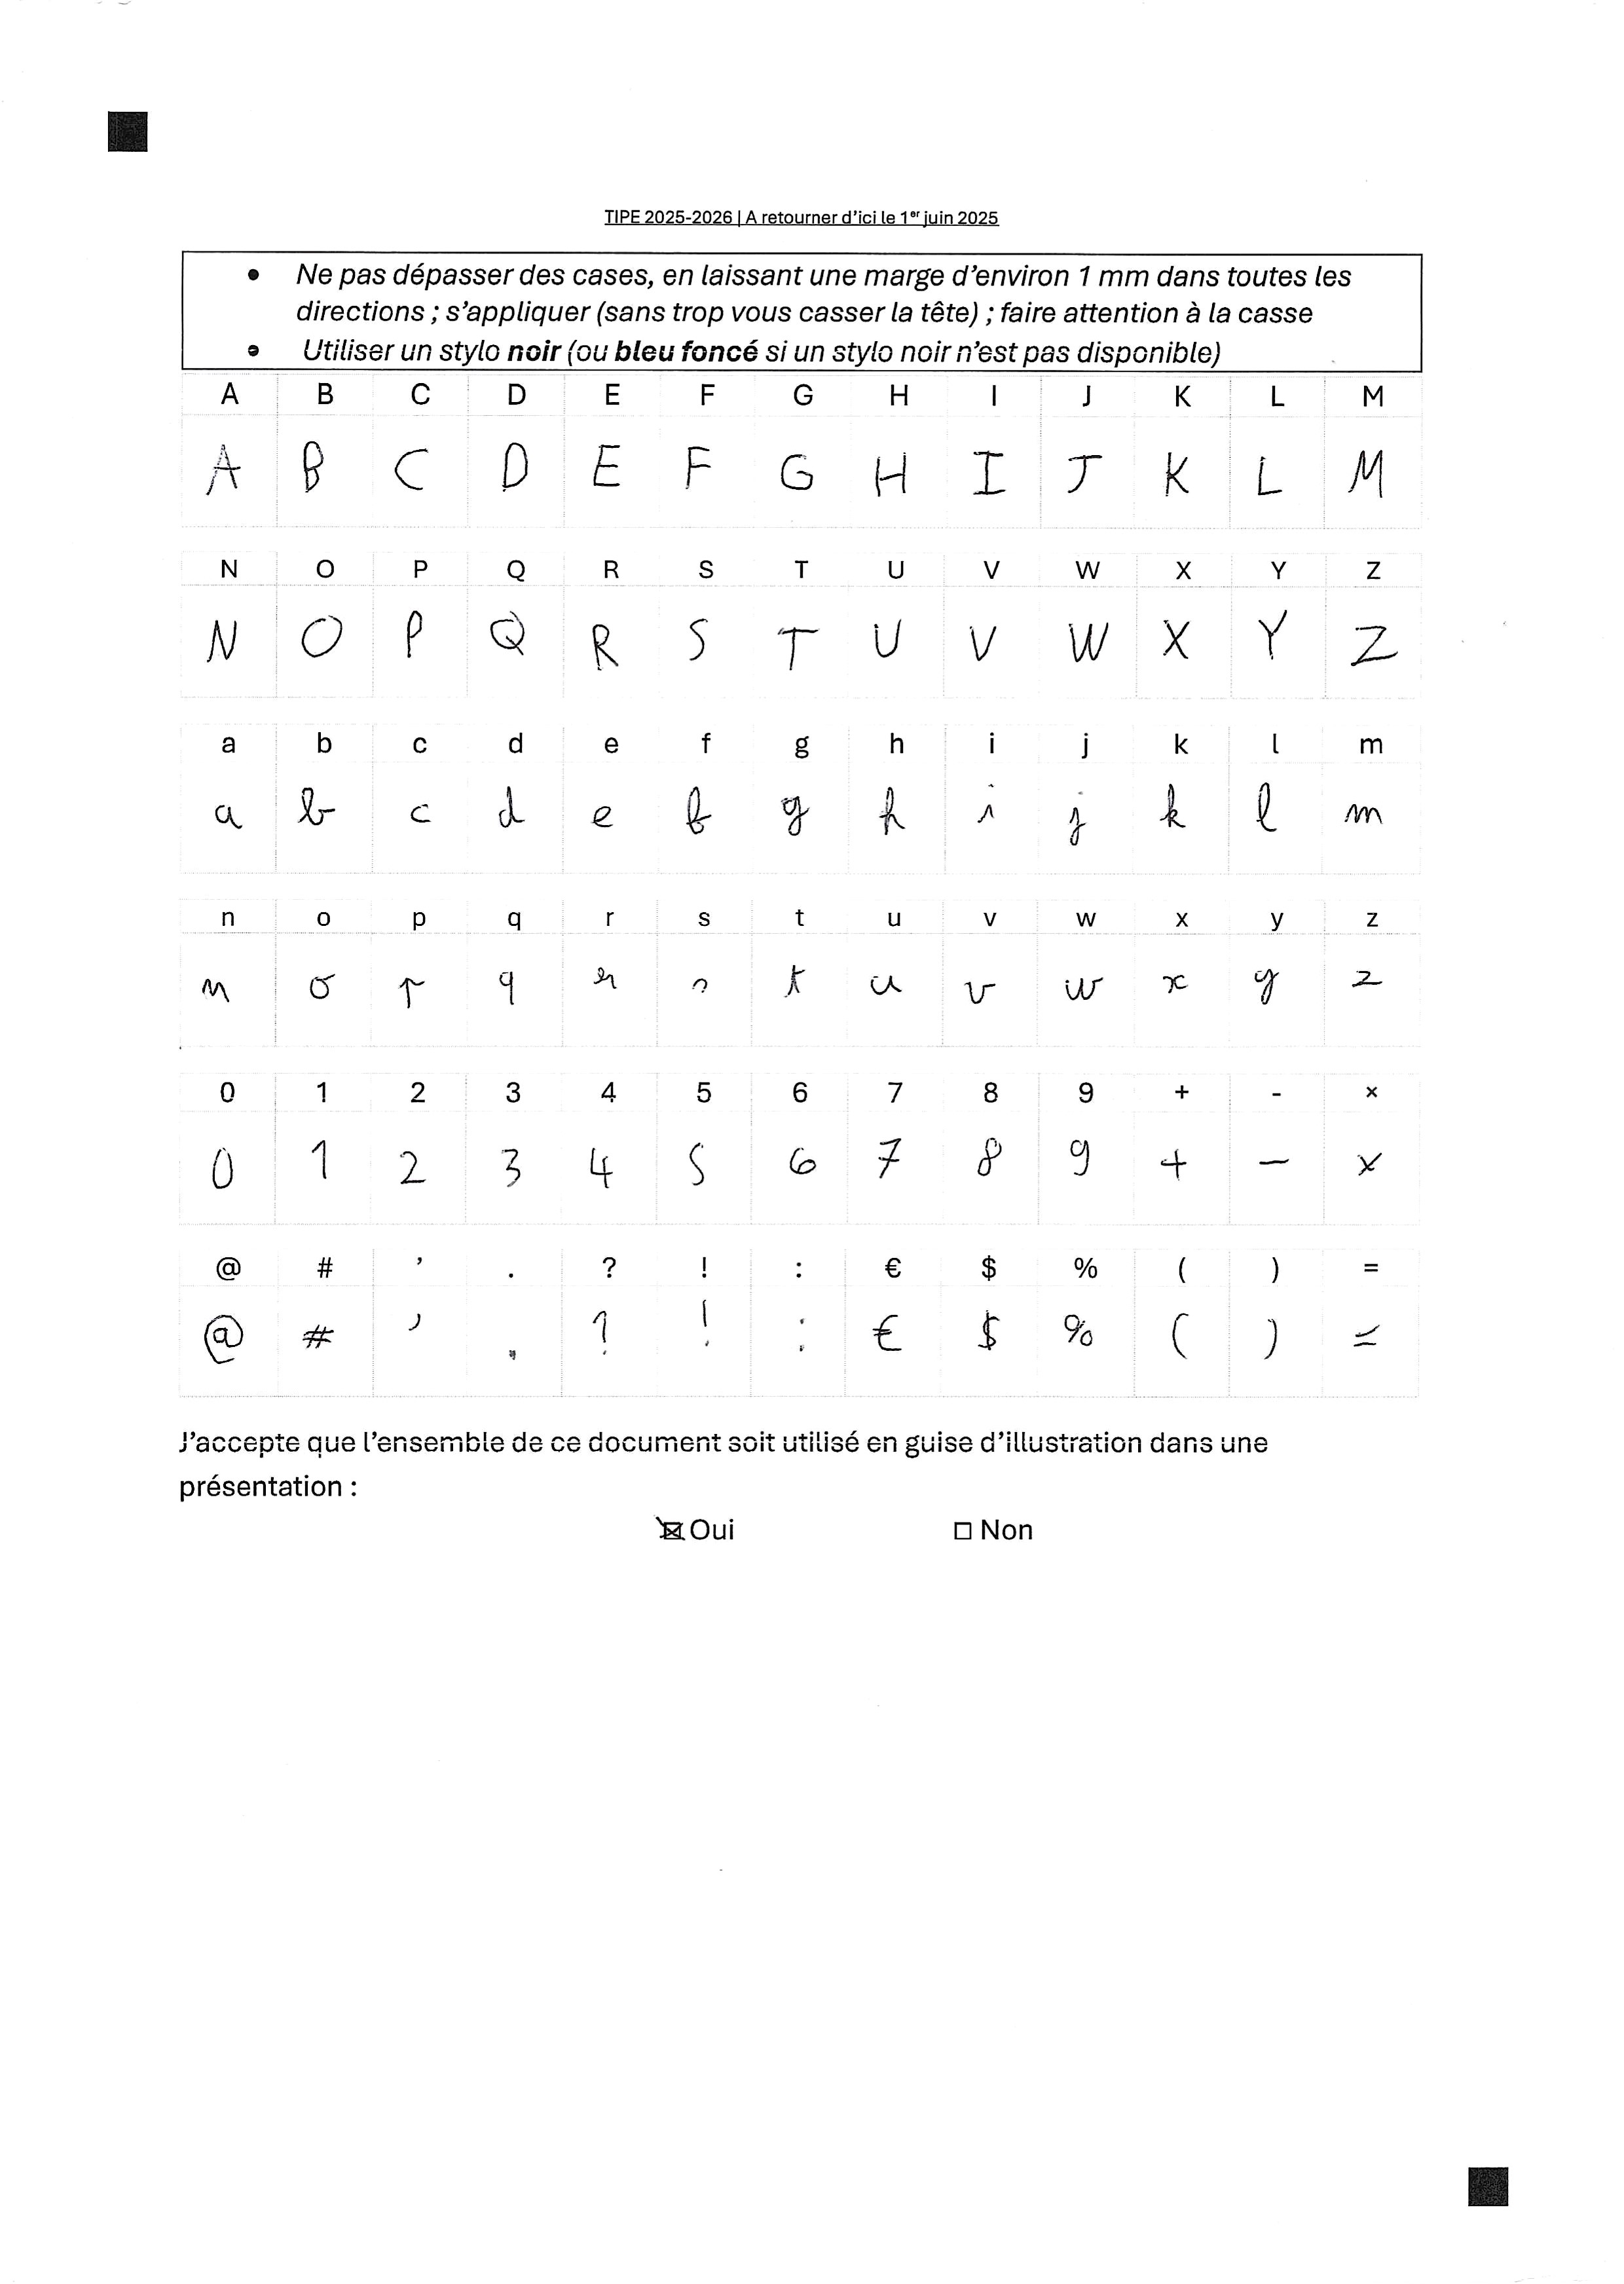 TIPE 2025-2026 | A retourner d'ici le 1er juin 2025
• Ne pas dépasser des cases, en laissant une marge d'environ 1 mm dans toutes les
directions ; s'appliquer (sans trop vous casser la tête) ; faire attention à la casse
• Utiliser un stylo noir (ou bleu foncé si un stylo noir n'est pas disponible)
A B C D E F G H I J K L M
A B C D E F G H I J K L M
N O P Q R S T U V W X Y Z
N O P Q R S T U V W X Y Z
a b c d e f g h i j k l m
a b c d e f g h i j k l m
n o p q r s t u v w x y z
n o p q r s t u v w x y z
0 1 2 3 4 5 6 7 8 9 + - ×
0 1 2 3 4 5 6 7 8 9 + - ×
@ # ' . ? ! : € $ % ( ) =
@ # ' . ? ! : € $ % ( ) =
J'accepte que l'ensemble de ce document soit utilisé en guise d'illustration dans une
présentation :
☒ Oui ☐ Non